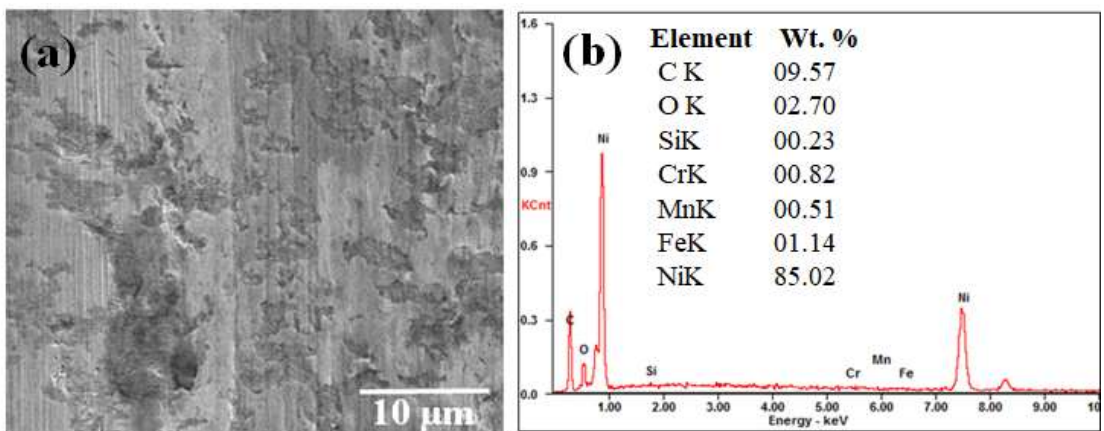 (a)
10 μm
(b)
Element Wt. %
C K 09.57
O K 02.70
SiK 00.23
CrK 00.82
MnK 00.51
FeK 01.14
NiK 85.02
1.6
1.3
0.9
KCnt
0.6
0.3
0.0
Ni
C
O
Si
Cr
Mn
Fe
Ni
1.00 2.00 3.00 4.00 5.00 6.00 7.00 8.00 9.00 10
Energy - keV